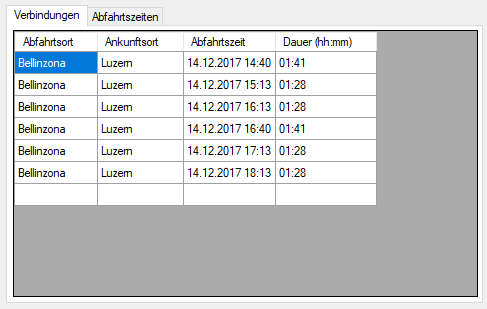 Verbindungen Abfahrtszeiten
Abfahrtsort Ankunftsort Abfahrtszeit Dauer (hh:mm)
Bellinzona Luzern 14.12.2017 14:40 01:41
Bellinzona Luzern 14.12.2017 15:13 01:28
Bellinzona Luzern 14.12.2017 16:13 01:28
Bellinzona Luzern 14.12.2017 16:40 01:41
Bellinzona Luzern 14.12.2017 17:13 01:28
Bellinzona Luzern 14.12.2017 18:13 01:28